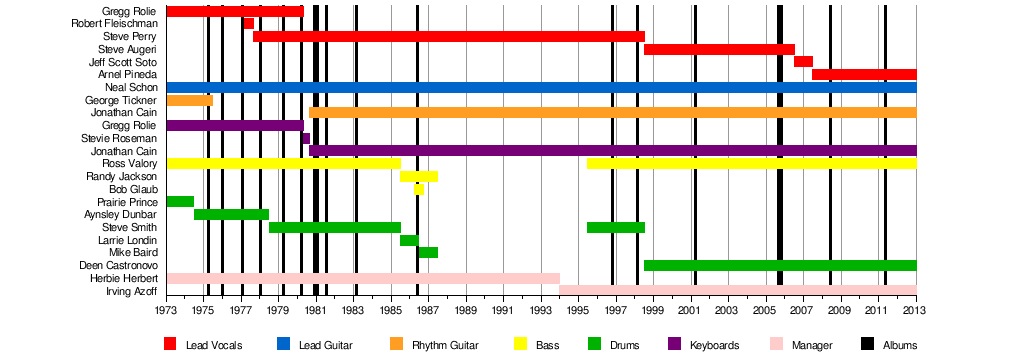 Gregg Rolie
Robert Fleischman
Steve Perry
Steve Augeri
Jeff Scott Soto
Arnel Pineda
Neal Schon
George Tickner
Jonathan Cain
Gregg Rolie
Stevie Roseman
Jonathan Cain
Ross Valory
Randy Jackson
Bob Glaub
Prairie Prince
Aynsley Dunbar
Steve Smith
Larrie Londin
Mike Baird
Deen Castronovo
Herbie Herbert
Irving Azoff
1973 1975 1977 1979 1981 1983 1985 1987 1989 1991 1993 1995 1997 1999 2001 2003 2005 2007 2009 2011 2013
Lead Vocals Lead Guitar Rhythm Guitar Bass Drums Keyboards Manager Albums